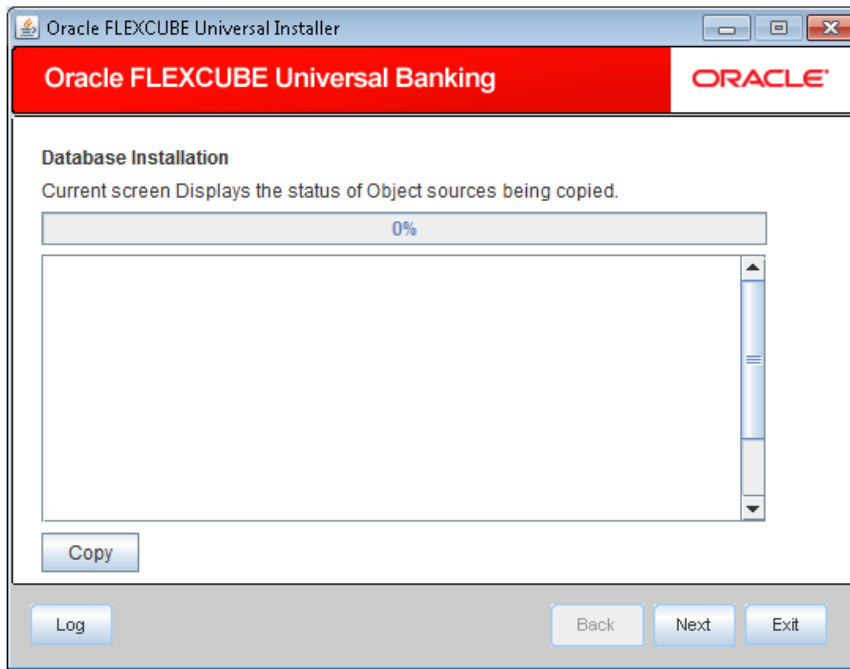 Oracle FLEXCUBE Universal Installer
Oracle FLEXCUBE Universal Banking
ORACLE
Database Installation
Current screen Displays the status of Object sources being copied.
0%
Copy
Log
Back
Next
Exit